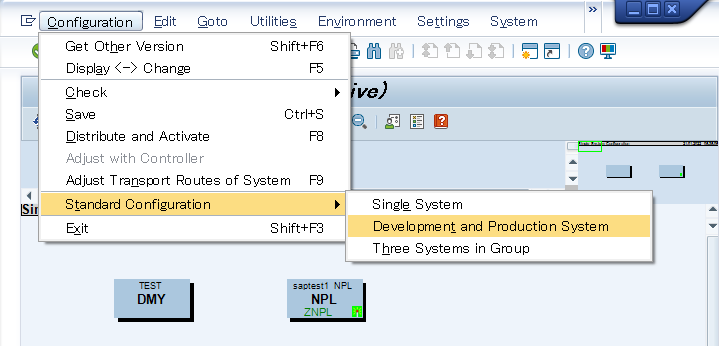 Configuration Edit Goto Utilities Environment Settings System »
Get Other Version Shift+F6
Display <-> Change F5
Check
Save Ctrl+S
Distribute and Activate F8
Adjust with Controller
Adjust Transport Routes of System F9
Standard Configuration
Exit Shift+F3
ive)
Single System
Development and Production System
Three Systems in Group
TEST
DMY
saptest1 NPL
NPL
ZNPL